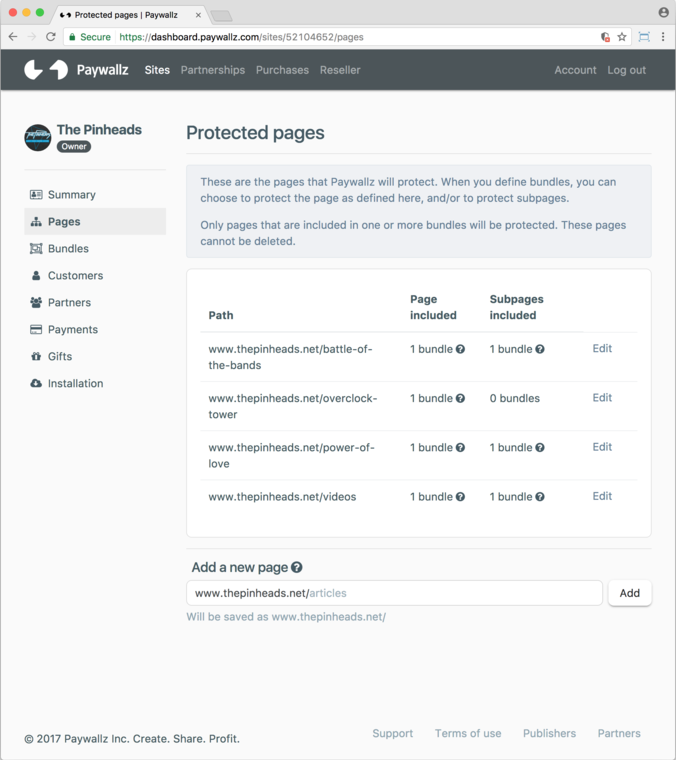 Protected pages | Paywallz
Secure https://dashboard.paywallz.com/sites/52104652/pages
Paywallz Sites Partnerships Purchases Reseller Account Log out
The Pinheads
Owner
Summary
Pages
Bundles
Customers
Partners
Payments
Gifts
Installation
Protected pages
These are the pages that Paywallz will protect. When you define bundles, you can
choose to protect the page as defined here, and/or to protect subpages.
Only pages that are included in one or more bundles will be protected. These pages
cannot be deleted.
Page Subpages
Path included included
www.thepinheads.net/battle-of- 1 bundle 1 bundle Edit
the-bands
www.thepinheads.net/overclock- 1 bundle 0 bundles Edit
tower
www.thepinheads.net/power-of- 1 bundle 1 bundle Edit
love
www.thepinheads.net/videos 1 bundle 1 bundle Edit
Add a new page
www.thepinheads.net/articles Add
Will be saved as www.thepinheads.net/
© 2017 Paywallz Inc. Create. Share. Profit. Support Terms of use Publishers Partners